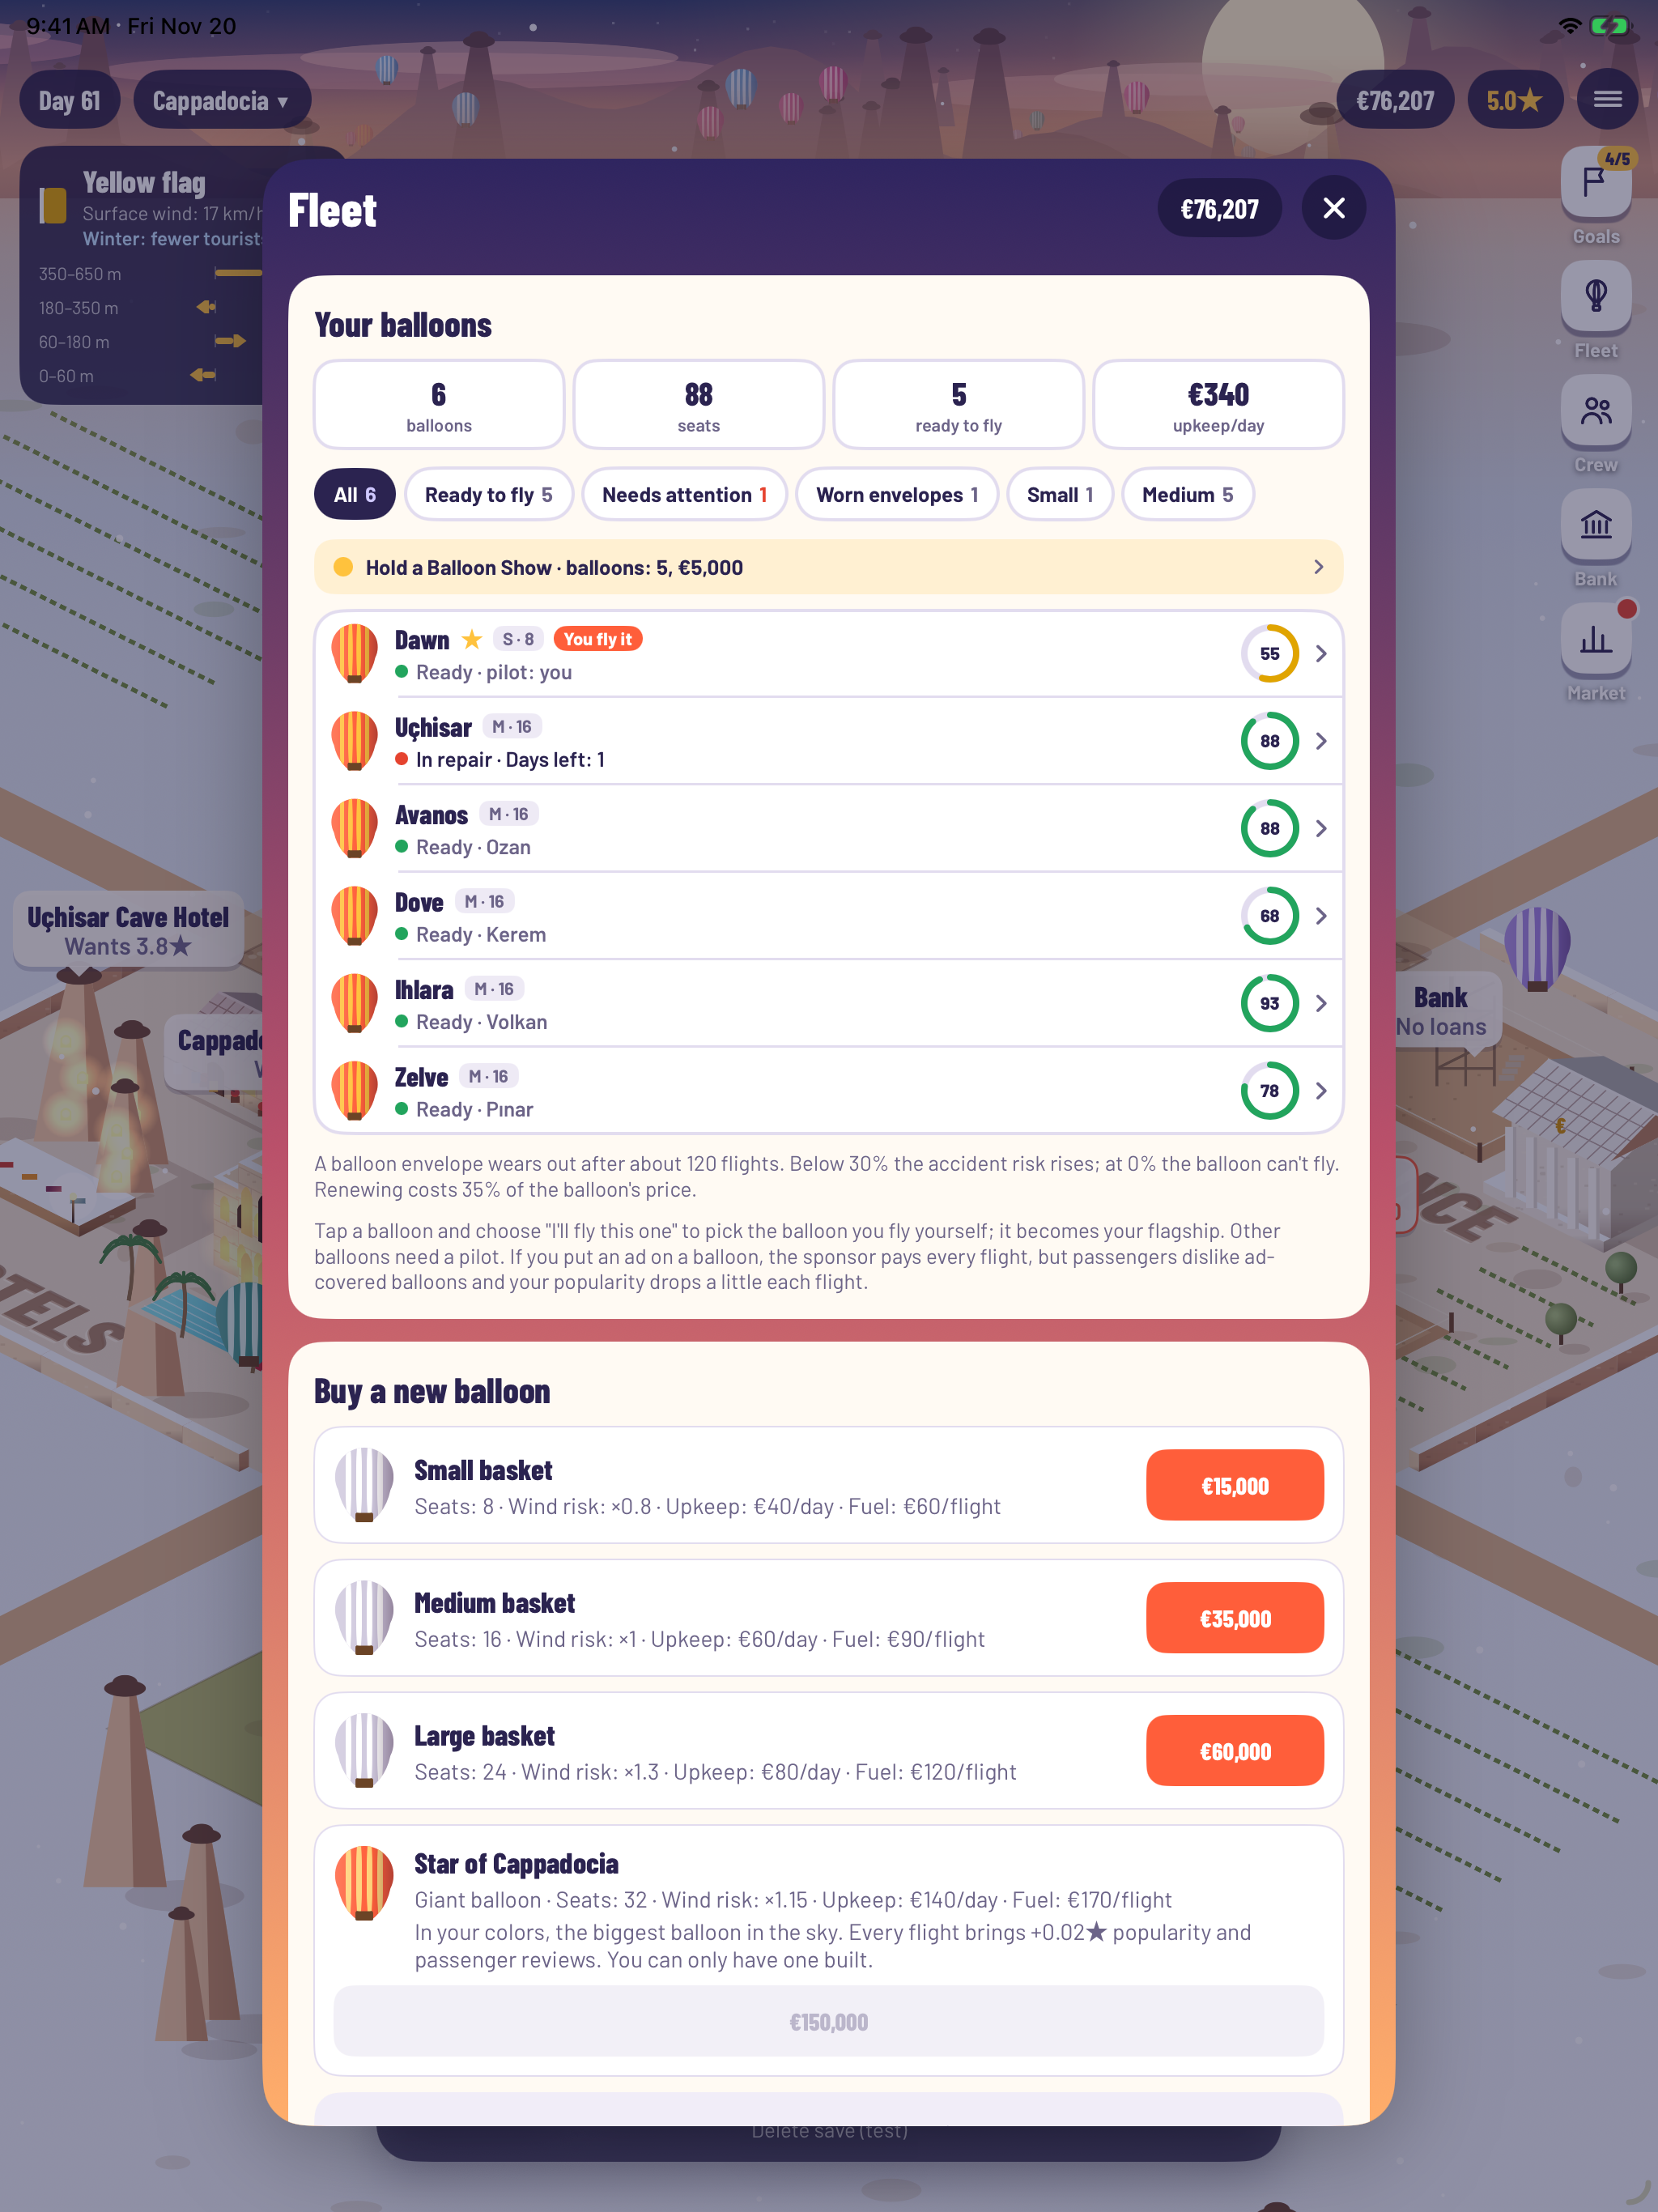 9:41 AM · Fri Nov 20
Day 61
Cappadocia ▾
€76,207
5.0★
Yellow flag
Surface wind: 17 km/h
Winter: fewer tourists
350–650 m
180–350 m
60–180 m
0–60 m
4/5
Goals
Fleet
Crew
Bank
Market
Fleet
€76,207
Your balloons
6
balloons
88
seats
5
ready to fly
€340
upkeep/day
All 6
Ready to fly 5
Needs attention 1
Worn envelopes 1
Small 1
Medium 5
Hold a Balloon Show · balloons: 5, €5,000
Dawn ★ S · 8 You fly it
Ready · pilot: you
55
Uçhisar M · 16
In repair · Days left: 1
88
Avanos M · 16
Ready · Ozan
88
Dove M · 16
Ready · Kerem
68
Ihlara M · 16
Ready · Volkan
93
Zelve M · 16
Ready · Pınar
78
A balloon envelope wears out after about 120 flights. Below 30% the accident risk rises; at 0% the balloon can't fly.
Renewing costs 35% of the balloon's price.
Tap a balloon and choose "I'll fly this one" to pick the balloon you fly yourself; it becomes your flagship. Other
balloons need a pilot. If you put an ad on a balloon, the sponsor pays every flight, but passengers dislike ad-
covered balloons and your popularity drops a little each flight.
Buy a new balloon
Small basket
Seats: 8 · Wind risk: ×0.8 · Upkeep: €40/day · Fuel: €60/flight
€15,000
Medium basket
Seats: 16 · Wind risk: ×1 · Upkeep: €60/day · Fuel: €90/flight
€35,000
Large basket
Seats: 24 · Wind risk: ×1.3 · Upkeep: €80/day · Fuel: €120/flight
€60,000
Star of Cappadocia
Giant balloon · Seats: 32 · Wind risk: ×1.15 · Upkeep: €140/day · Fuel: €170/flight
In your colors, the biggest balloon in the sky. Every flight brings +0.02★ popularity and
passenger reviews. You can only have one built.
€150,000
Delete save (test)
Uçhisar Cave Hotel
Wants 3.8★
Bank
No loans
€